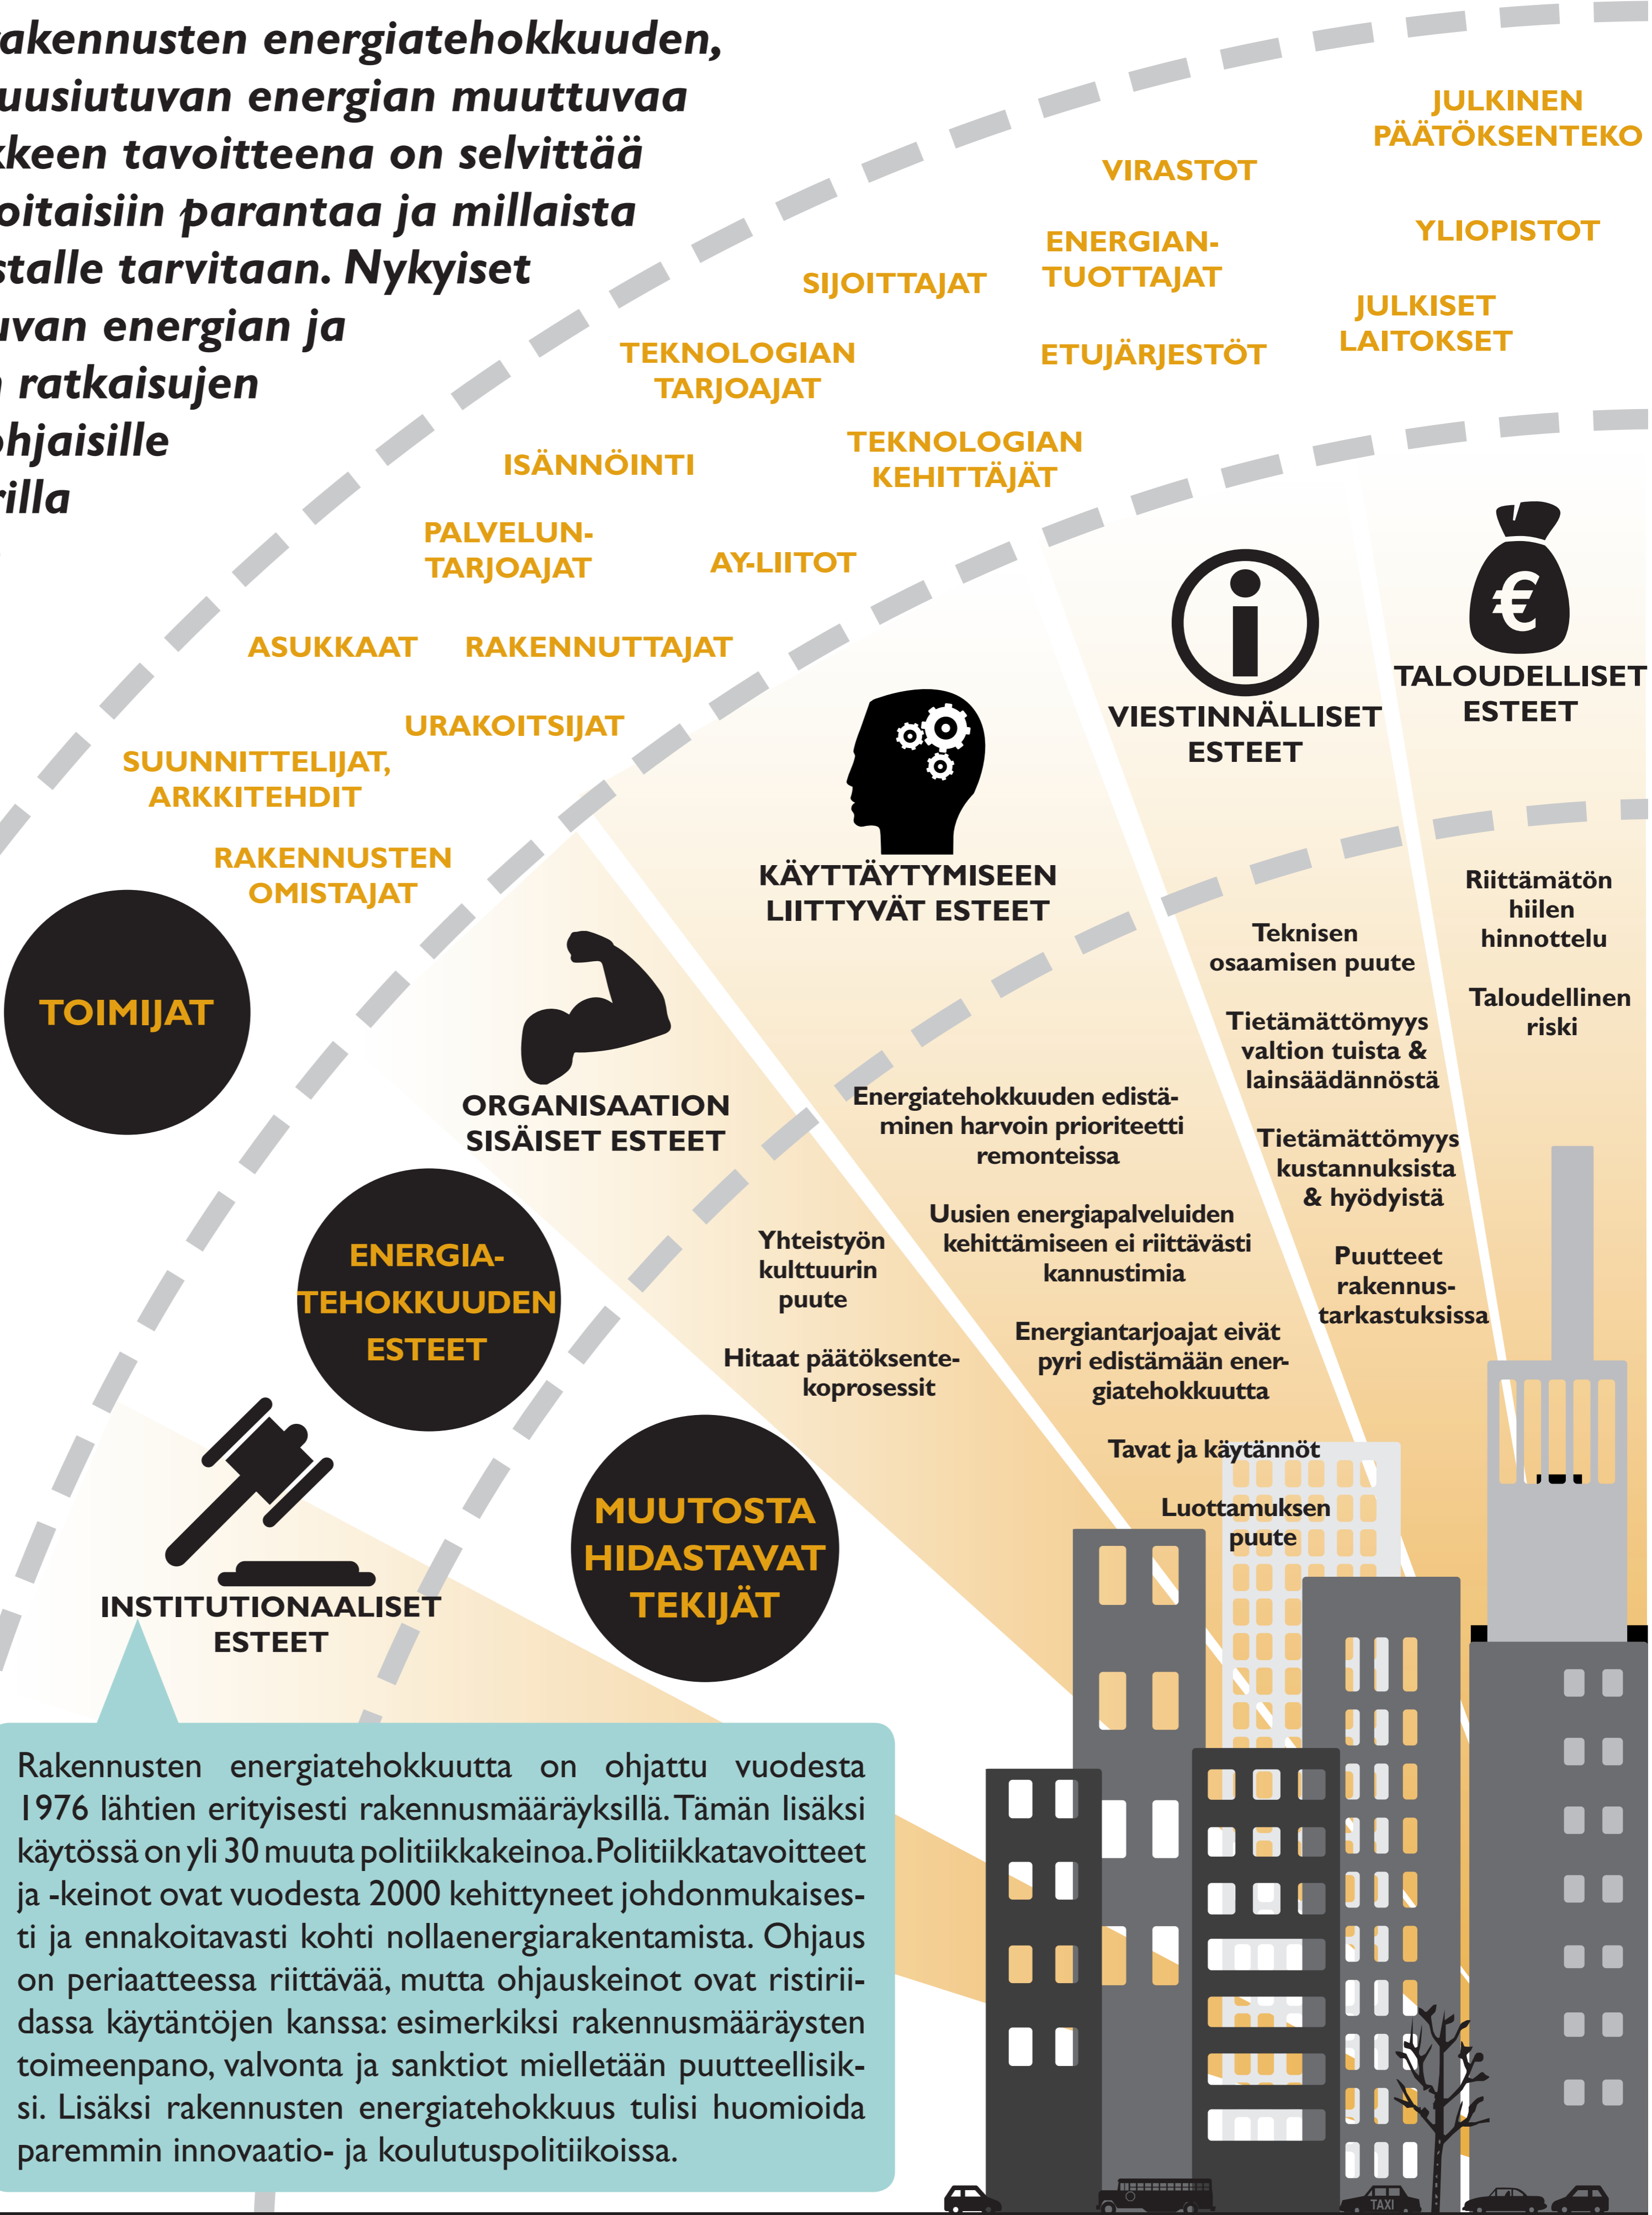 rakennusten energiatehokkuuden,
uusiutuvan energian muuttuvaa
kkeen tavoitteena on selvittää
oitaisiin parantaa ja millaista
stalle tarvitaan. Nykyiset
uvan energian ja
n ratkaisujen
ohjaisille
rilla
JULKINEN
PÄÄTÖKSENTEKO
VIRASTOT
YLIOPISTOT
ENERGIAN-
TUOTTAJAT
SIJOITTAJAT
JULKISET
LAITOKSET
ETUJÄRJESTÖT
TEKNOLOGIAN
TARJOAJAT
TEKNOLOGIAN
KEHITTÄJÄT
ISÄNNÖINTI
PALVELUN-
TARJOAJAT
AY-LIITOT
ASUKKAAT
RAKENNUTTAJAT
URAKOITSIJAT
SUUNNITTELIJAT,
ARKKITEHDIT
RAKENNUSTEN
OMISTAJAT
TOIMIJAT
€
TALOUDELLISET
ESTEET
VIESTINNÄLLISET
ESTEET
KÄYTTÄYTYMISEEN
LIITTYVÄT ESTEET
ORGANISAATION
SISÄISET ESTEET
ENERGIA-
TEHOKKUUDEN
ESTEET
INSTITUTIONAALISET
ESTEET
MUUTOSTA
HIDASTAVAT
TEKIJÄT
Riittämätön
hiilen
hinnottelu
Taloudellinen
riski
Teknisen
osaamisen puute
Tietämättömyys
valtion tuista &
lainsäädännöstä
Tietämättömyys
kustannuksista
& hyödyistä
Puutteet
rakennus-
tarkastuksissa
Energiatehokkuuden edistä-
minen harvoin prioriteetti
remonteissa
Uusien energiapalveluiden
kehittämiseen ei riittävästi
kannustimia
Energiantarjoajat eivät
pyri edistämään ener-
giatehokkuutta
Tavat ja käytännöt
Luottamuksen
puute
Yhteistyön
kulttuurin
puute
Hitaat päätöksente-
koprosessit
Rakennusten energiatehokkuutta on ohjattu vuodesta
1976 lähtien erityisesti rakennusmääräyksillä. Tämän lisäksi
käytössä on yli 30 muuta politiikkakeinoa. Politiikkatavoitteet
ja -keinot ovat vuodesta 2000 kehittyneet johdonmukaises-
ti ja ennakoitavasti kohti nollaenergiarakentamista. Ohjaus
on periaatteessa riittävää, mutta ohjauskeinot ovat ristirii-
dassa käytäntöjen kanssa: esimerkiksi rakennusmääräysten
toimeenpano, valvonta ja sanktiot mielletään puutteellisik-
si. Lisäksi rakennusten energiatehokkuus tulisi huomioida
paremmin innovaatio- ja koulutuspolitiikoissa.
TAXI